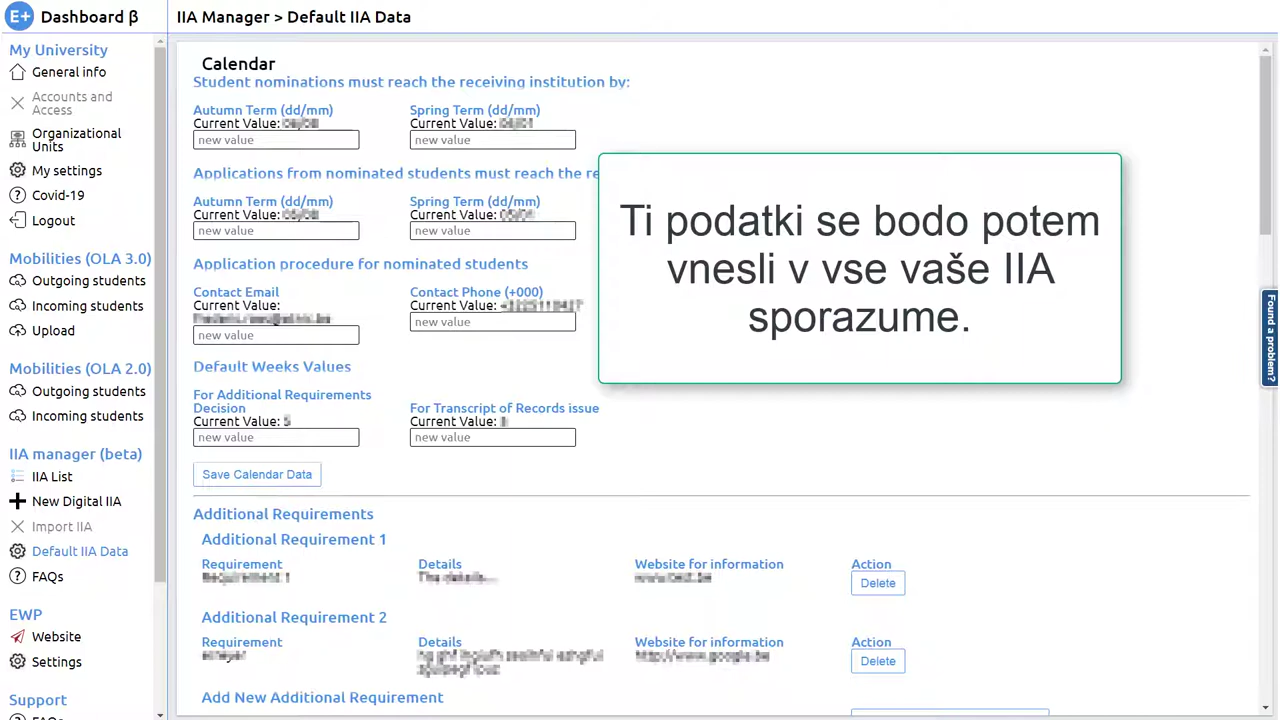 E+ Dashboard β
IIA Manager > Default IIA Data
My University
General info
Accounts and
Access
Organizational
Units
My settings
Covid-19
Logout
Mobilities (OLA 3.0)
Outgoing students
Incoming students
Upload
Mobilities (OLA 2.0)
Outgoing students
Incoming students
IIA manager (beta)
IIA List
New Digital IIA
Import IIA
Default IIA Data
FAQs
EWP
Website
Settings
Support
FAQs
Calendar
Student nominations must reach the receiving institution by:
Autumn Term (dd/mm) Spring Term (dd/mm)
Current Value: Current Value:
new value new value
Applications from nominated students must reach the re
Autumn Term (dd/mm) Spring Term (dd/mm)
Current Value: Current Value:
new value new value
Application procedure for nominated students
Contact Email Contact Phone (+000)
Current Value: Current Value:
new value new value
Default Weeks Values
For Additional Requirements
Decision For Transcript of Records issue
Current Value: Current Value:
new value new value
Save Calendar Data
Additional Requirements
Additional Requirement 1
Requirement Details Website for information Action
Delete
Additional Requirement 2
Requirement Details Website for information Action
Delete
Add New Additional Requirement
Ti podatki se bodo potem
vnesli v vse vaše IIA
sporazume.
Found a problem?